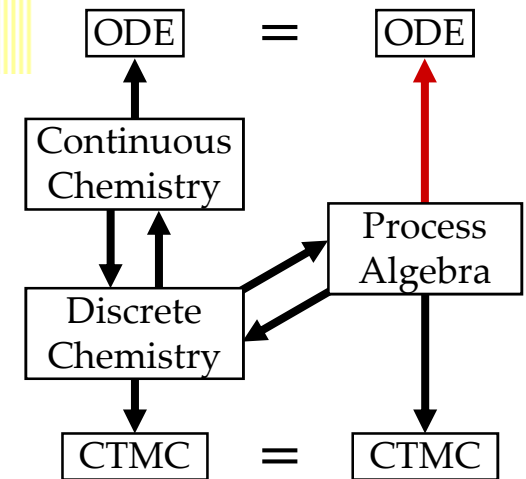 ODE = ODE
Continuous
Chemistry
Process
Algebra
Discrete
Chemistry
CTMC = CTMC